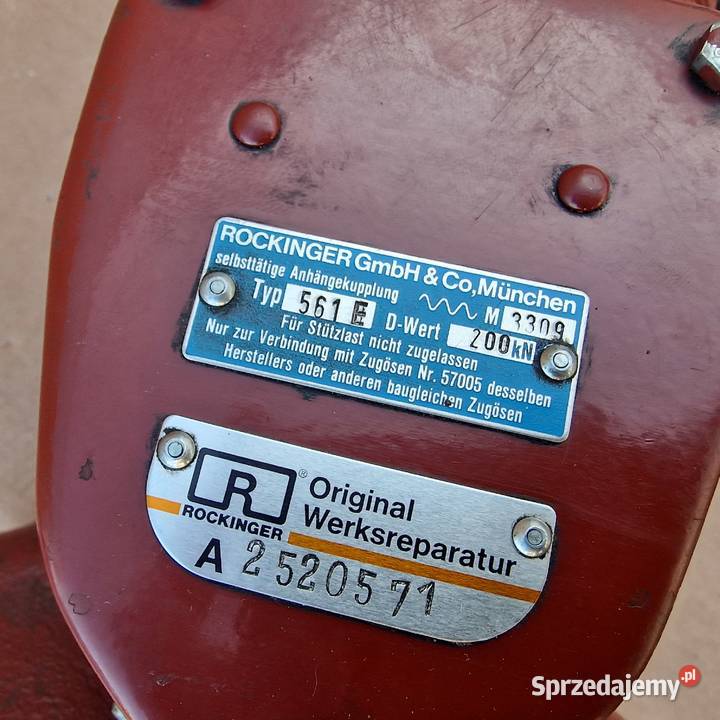 ROCKINGER GmbH & Co, München
selbsttätige Anhängekupplung
Typ 561 E M 3309
D-Wert 200 kN
Für Stützlast nicht zugelassen
Nur zur Verbindung mit Zugösen Nr. 57005 desselben
Herstellers oder anderen baugleichen Zugösen
R ®
ROCKINGER
Original
Werksreparatur
A 2520571
Sprzedajemy.pl